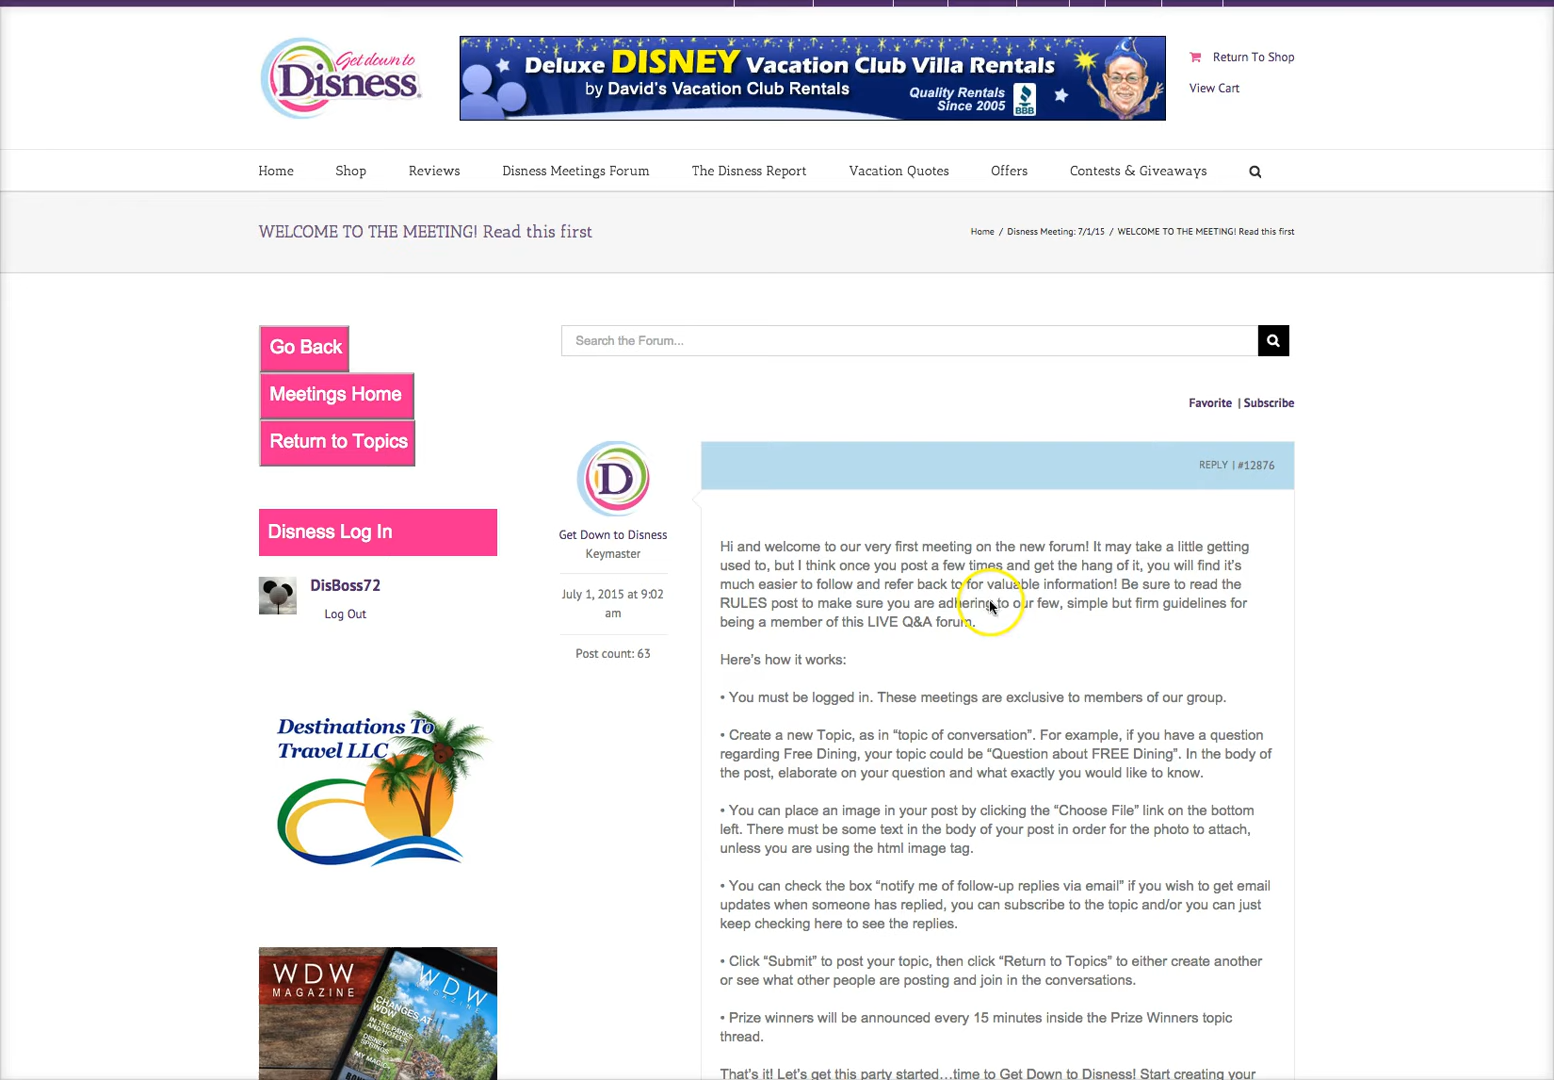 Get down to
Disness
Deluxe DISNEY Vacation Club Villa Rentals
by David's Vacation Club Rentals
Quality Rentals
Since 2005
BBB
Return To Shop
View Cart
Home
Shop
Reviews
Disness Meetings Forum
The Disness Report
Vacation Quotes
Offers
Contests & Giveaways
WELCOME TO THE MEETING! Read this first
Home / Disness Meeting: 7/1/15 / WELCOME TO THE MEETING! Read this first
Go Back
Meetings Home
Return to Topics
Search the Forum...
Favorite | Subscribe
Disness Log In
DisBoss72
Log Out
D
Get Down to Disness
Keymaster
July 1, 2015 at 9:02
am
Post count: 63
REPLY | #12876
Hi and welcome to our very first meeting on the new forum! It may take a little getting
used to, but I think once you post a few times and get the hang of it, you will find it's
much easier to follow and refer back to for valuable information! Be sure to read the
RULES post to make sure you are adhering to our few, simple but firm guidelines for
being a member of this LIVE Q&A forum.
Here's how it works:
• You must be logged in. These meetings are exclusive to members of our group.
• Create a new Topic, as in “topic of conversation”. For example, if you have a question
regarding Free Dining, your topic could be “Question about FREE Dining”. In the body of
the post, elaborate on your question and what exactly you would like to know.
• You can place an image in your post by clicking the “Choose File” link on the bottom
left. There must be some text in the body of your post in order for the photo to attach,
unless you are using the html image tag.
• You can check the box “notify me of follow-up replies via email” if you wish to get email
updates when someone has replied, you can subscribe to the topic and/or you can just
keep checking here to see the replies.
• Click “Submit” to post your topic, then click “Return to Topics” to either create another
or see what other people are posting and join in the conversations.
• Prize winners will be announced every 15 minutes inside the Prize Winners topic
thread.
That's it! Let's get this party started…time to Get Down to Disness! Start creating your
Destinations To
Travel LLC
WDW
MAGAZINE
WDW
MAGAZINE
CHANGES AT
WDW
IN THE PARKS
AND HOTELS
DISNEY
SPRINGS
MY MAGIC+